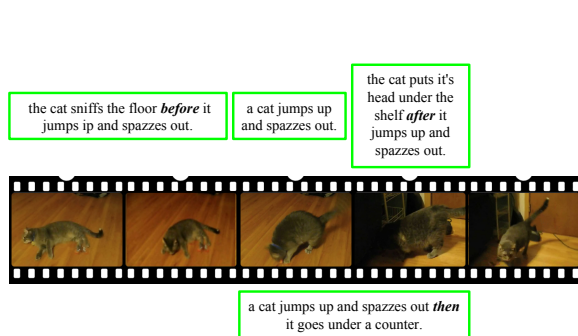 the cat sniffs the floor before it
jumps ip and spazzes out.
a cat jumps up
and spazzes out.
the cat puts it's
head under the
shelf after it
jumps up and
spazzes out.
a cat jumps up and spazzes out then
it goes under a counter.